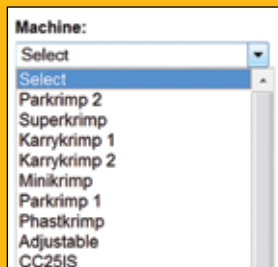 Machine:
Select
Select
Parkrimp 2
Superkrimp
Karrykrimp 1
Karrykrimp 2
Minikrimp
Parkrimp 1
Phastkrimp
Adjustable
CC25IS